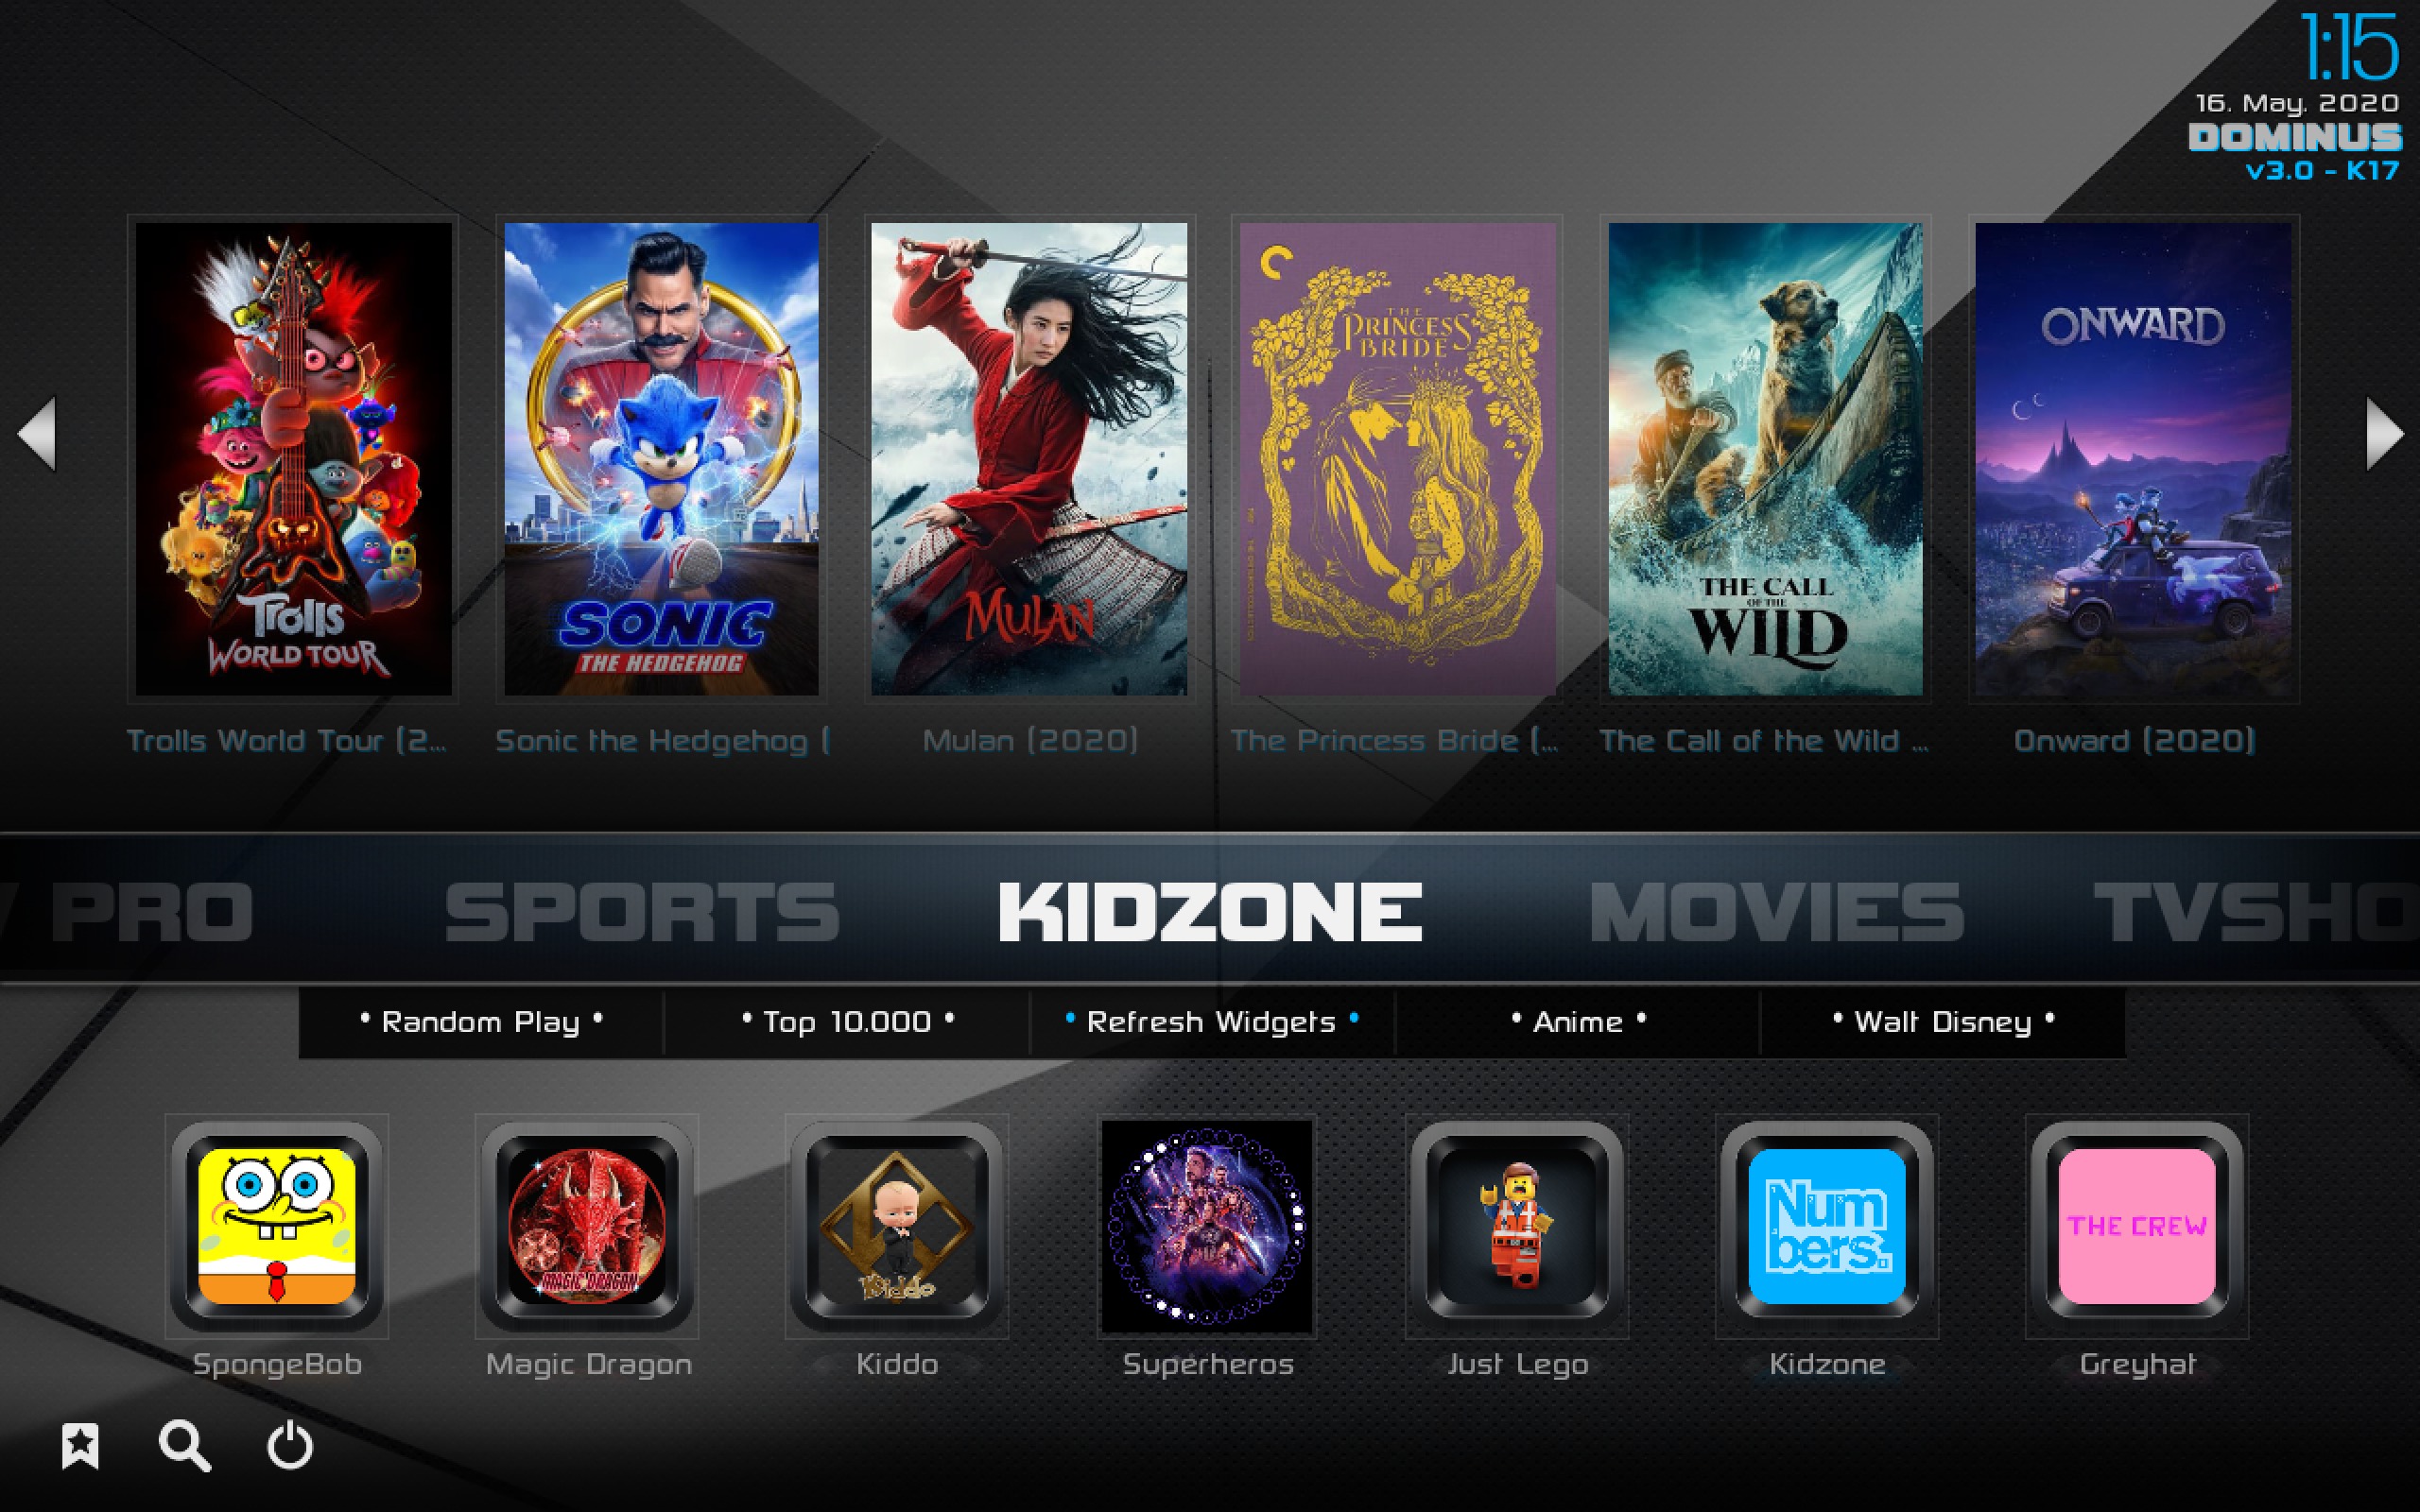 1:15
16. May. 2020
DOMINUS
v3.0 - K17
Trolls
WORLD TOUR
SONIC
THE HEDGEHOG
MULAN
THE
PRINCESS
BRIDE
THE CALL
OF THE
WILD
ONWARD
Trolls World Tour (2...
Sonic the Hedgehog (
Mulan (2020)
The Princess Bride (...
The Call of the Wild ...
Onward (2020)
PRO
SPORTS
KIDZONE
MOVIES
TVSHO
• Random Play •
• Top 10.000 •
• Refresh Widgets •
• Anime •
• Walt Disney •
MAGIC DRAGON
Kiddo
Num
bers.
THE CREW
SpongeBob
Magic Dragon
Kiddo
Superheros
Just Lego
Kidzone
Greyhat